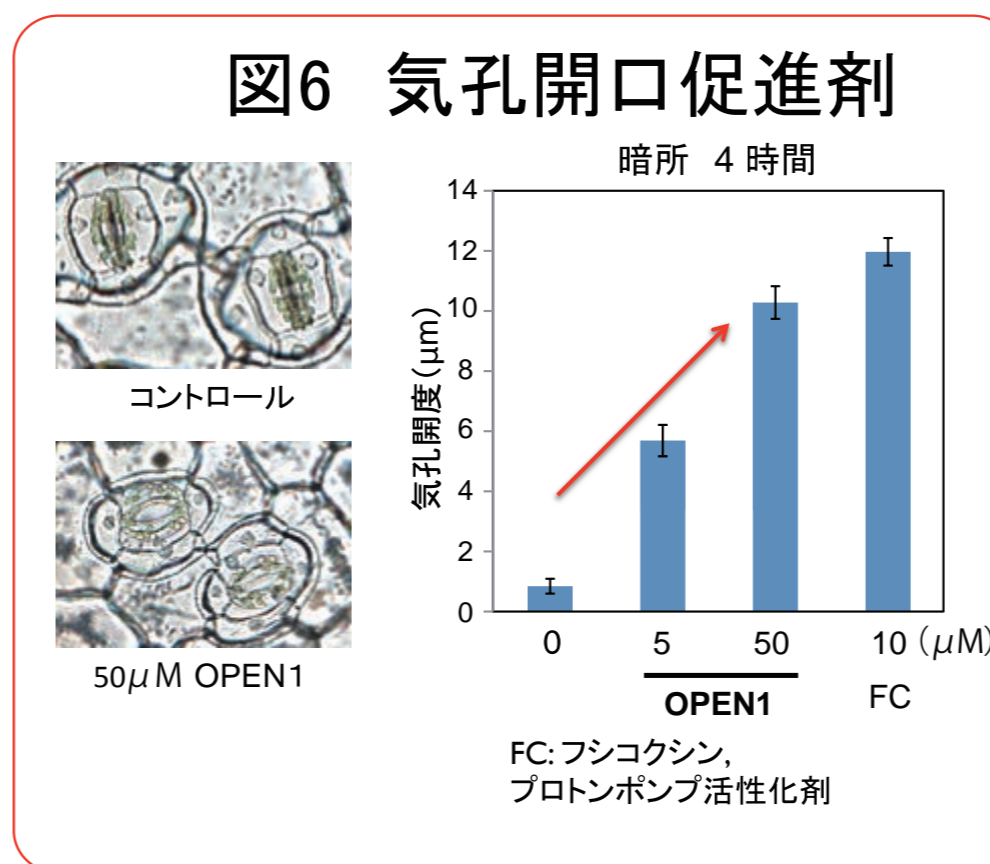 図6 気孔開口促進剤
コントロール
50μM OPEN1
暗所 4時間
気孔開度(μm)
14
12
10
8
6
4
2
0
0 5 50 10 (μM)
OPEN1 FC
FC: フシコクシン,
プロトンポンプ活性化剤